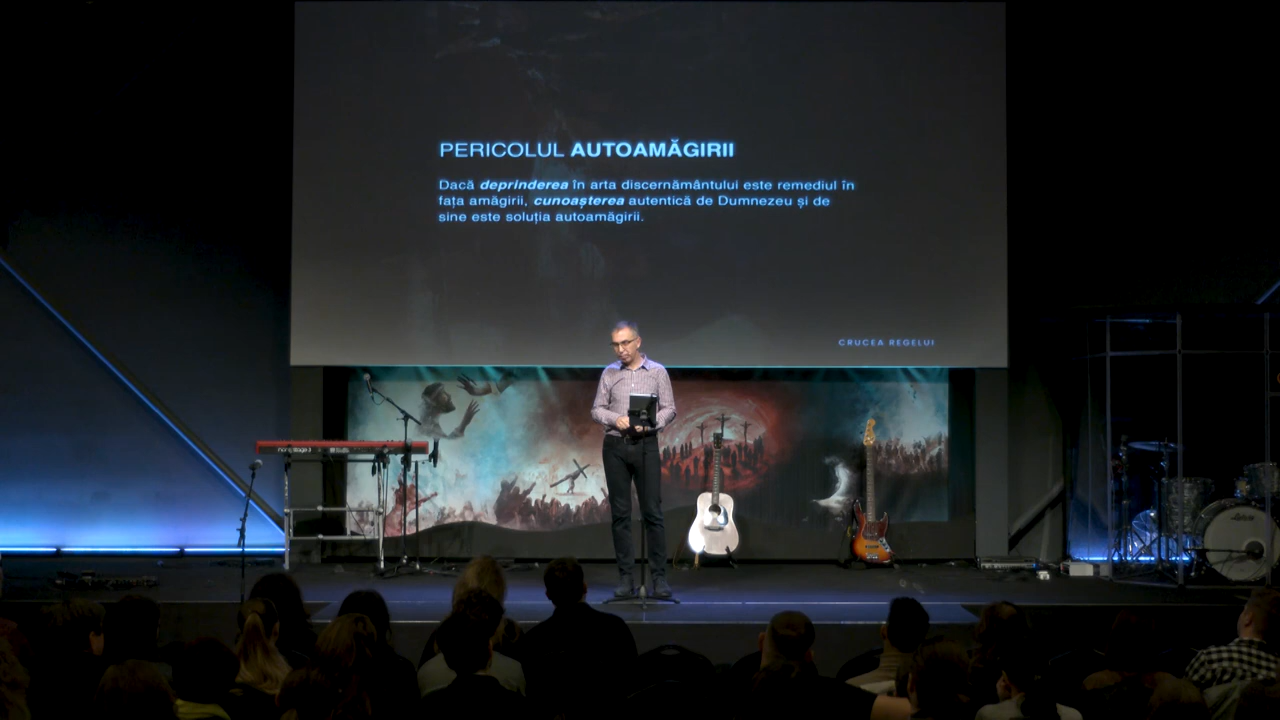 PERICOLUL AUTOAMĂGIRII
Dacă deprinderea în arta discernământului este remediul în
fața amăgirii, cunoașterea autentică de Dumnezeu și de
sine este soluția autoamăgirii.
CRUCEA REGELUI